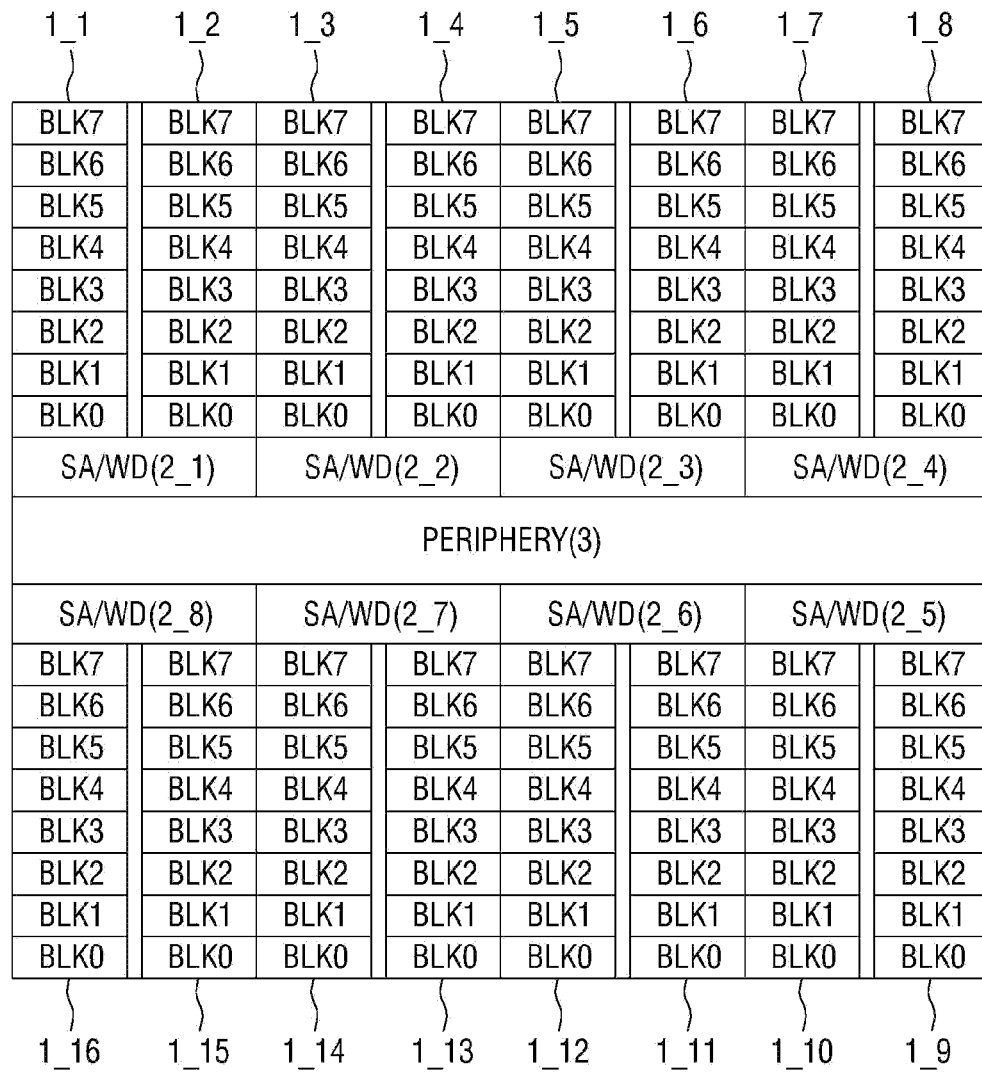 1_1 1_2 1_3 1_4 1_5 1_6 1_7 1_8
BLK7 BLK7 BLK7 BLK7 BLK7 BLK7 BLK7 BLK7
BLK6 BLK6 BLK6 BLK6 BLK6 BLK6 BLK6 BLK6
BLK5 BLK5 BLK5 BLK5 BLK5 BLK5 BLK5 BLK5
BLK4 BLK4 BLK4 BLK4 BLK4 BLK4 BLK4 BLK4
BLK3 BLK3 BLK3 BLK3 BLK3 BLK3 BLK3 BLK3
BLK2 BLK2 BLK2 BLK2 BLK2 BLK2 BLK2 BLK2
BLK1 BLK1 BLK1 BLK1 BLK1 BLK1 BLK1 BLK1
BLK0 BLK0 BLK0 BLK0 BLK0 BLK0 BLK0 BLK0
SA/WD(2_1) SA/WD(2_2) SA/WD(2_3) SA/WD(2_4)
PERIPHERY(3)
SA/WD(2_8) SA/WD(2_7) SA/WD(2_6) SA/WD(2_5)
BLK7 BLK7 BLK7 BLK7 BLK7 BLK7 BLK7 BLK7
BLK6 BLK6 BLK6 BLK6 BLK6 BLK6 BLK6 BLK6
BLK5 BLK5 BLK5 BLK5 BLK5 BLK5 BLK5 BLK5
BLK4 BLK4 BLK4 BLK4 BLK4 BLK4 BLK4 BLK4
BLK3 BLK3 BLK3 BLK3 BLK3 BLK3 BLK3 BLK3
BLK2 BLK2 BLK2 BLK2 BLK2 BLK2 BLK2 BLK2
BLK1 BLK1 BLK1 BLK1 BLK1 BLK1 BLK1 BLK1
BLK0 BLK0 BLK0 BLK0 BLK0 BLK0 BLK0 BLK0
1_16 1_15 1_14 1_13 1_12 1_11 1_10 1_9